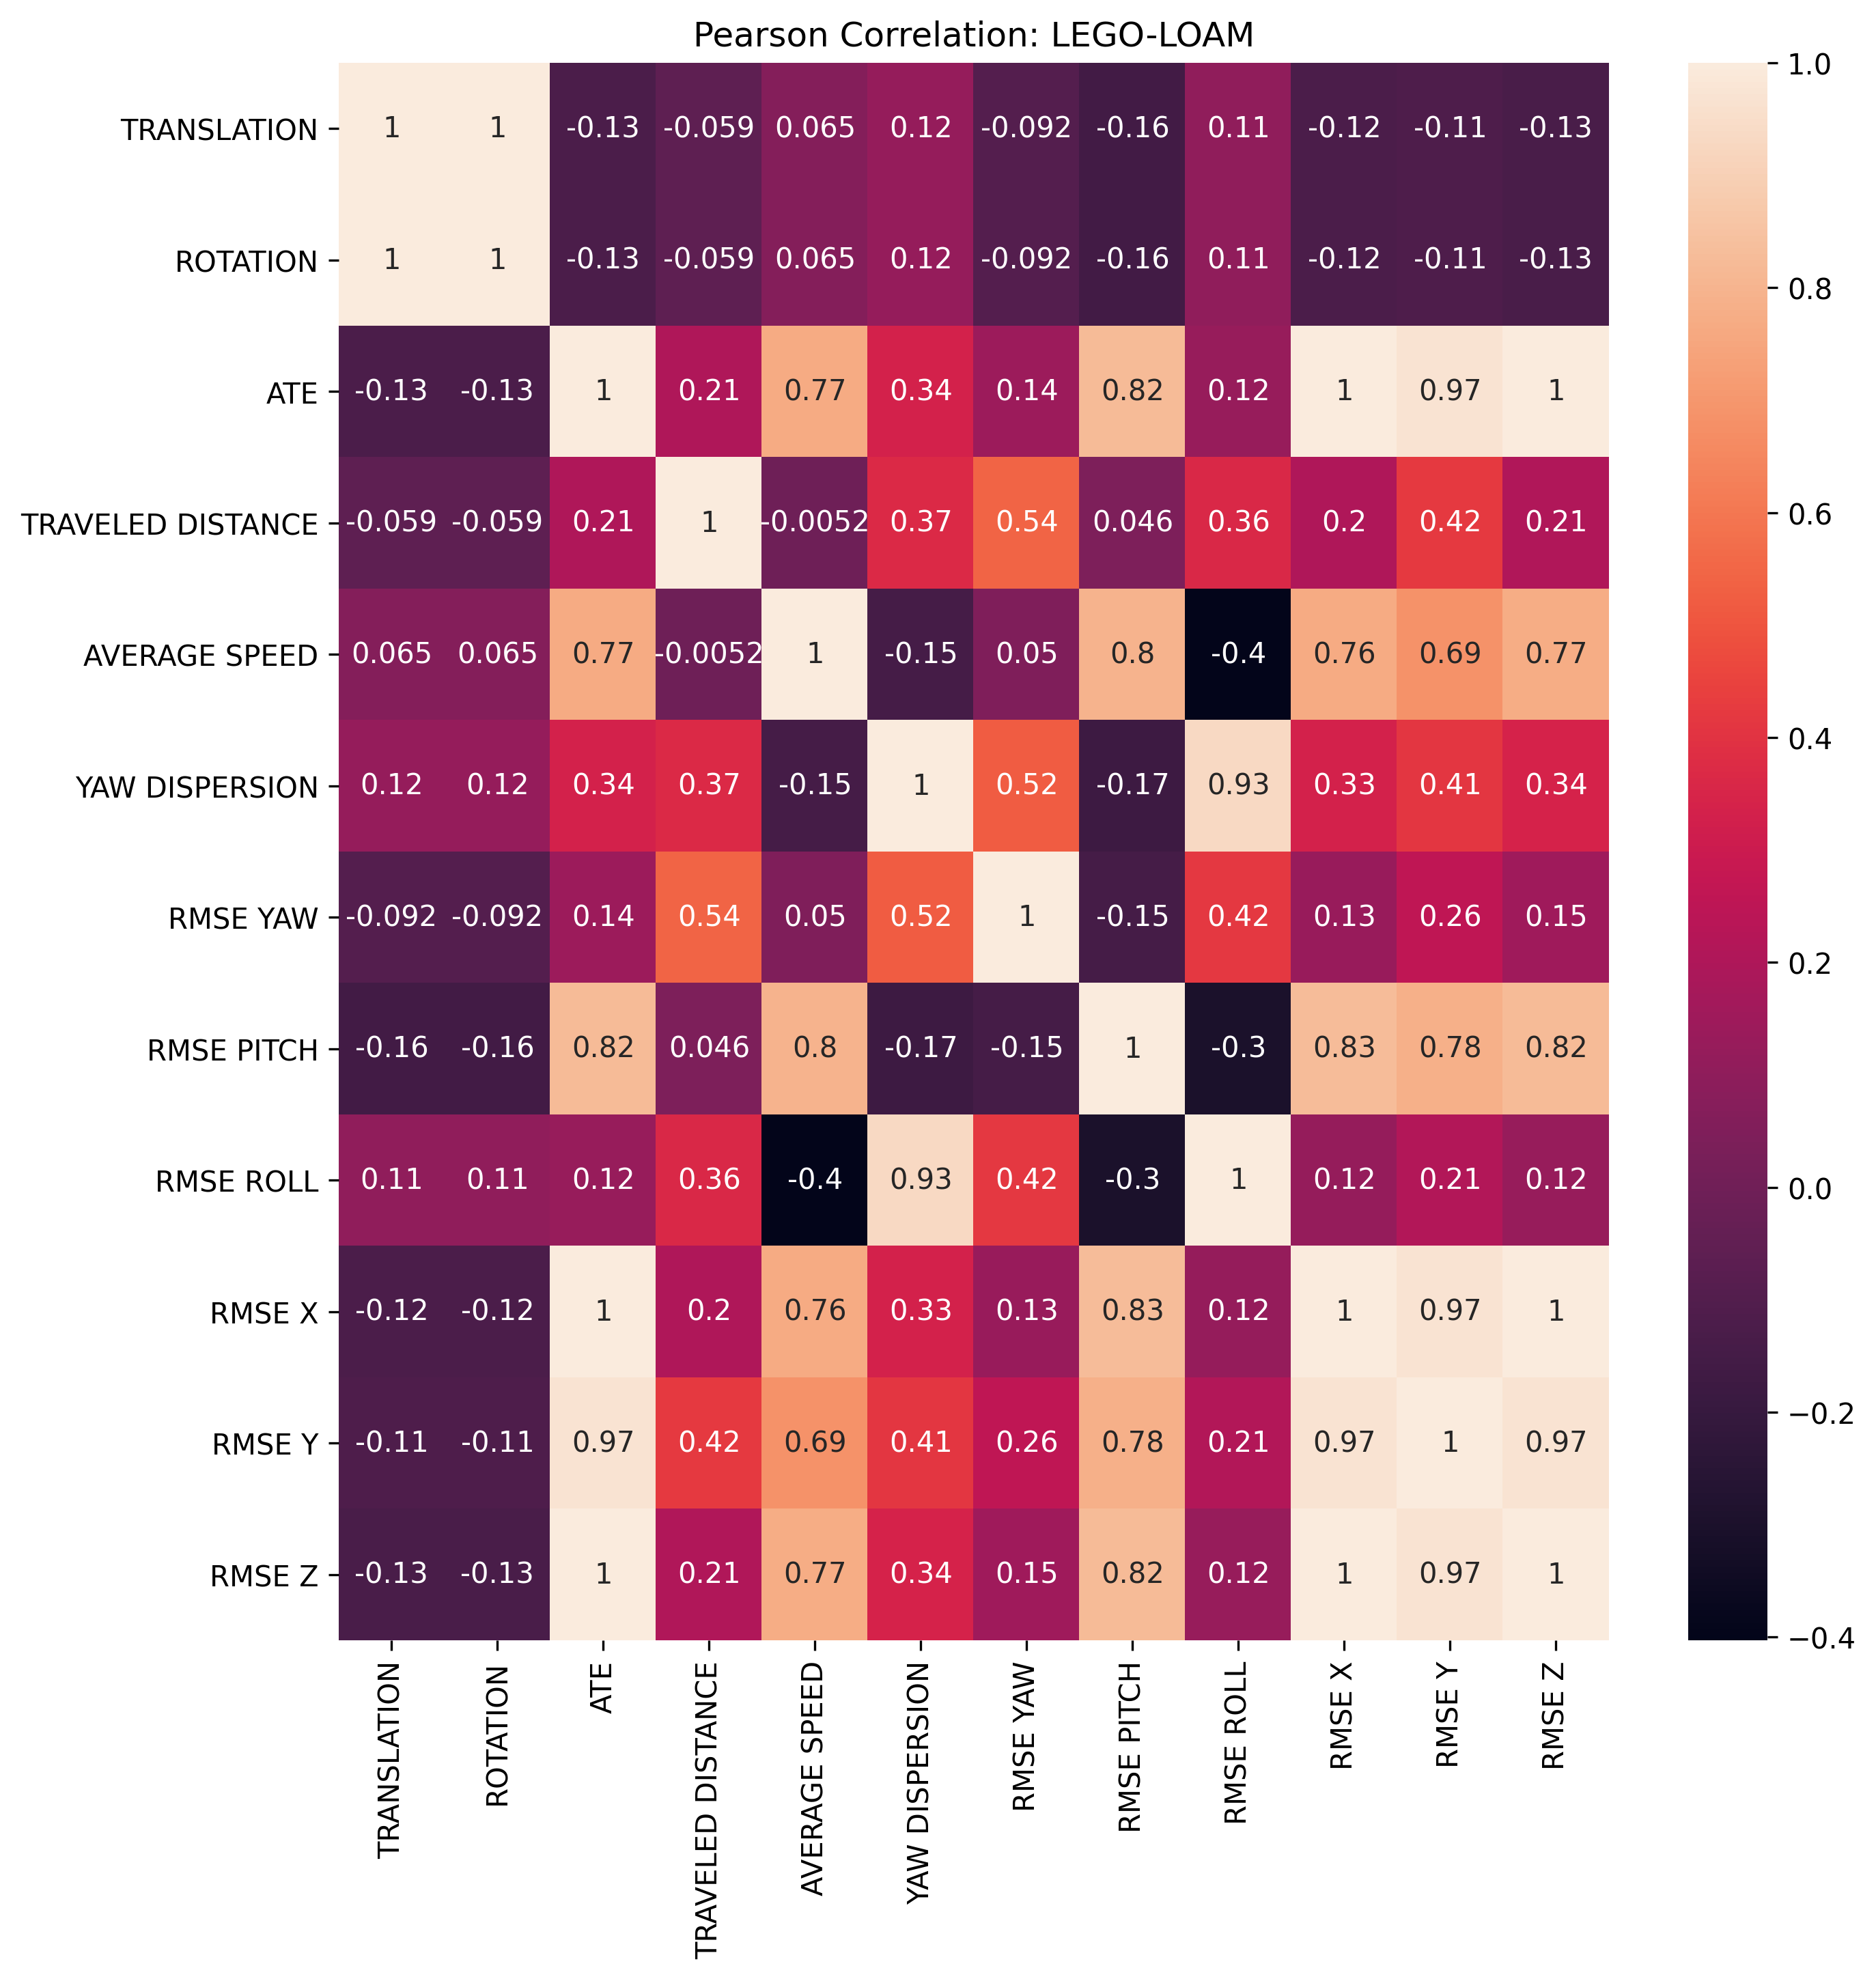 Pearson Correlation: LEGO-LOAM
TRANSLATION 1 1 -0.13 -0.059 0.065 0.12 -0.092 -0.16 0.11 -0.12 -0.11 -0.13
ROTATION 1 1 -0.13 -0.059 0.065 0.12 -0.092 -0.16 0.11 -0.12 -0.11 -0.13
ATE -0.13 -0.13 1 0.21 0.77 0.34 0.14 0.82 0.12 1 0.97 1
TRAVELED DISTANCE -0.059 -0.059 0.21 1 -0.0052 0.37 0.54 0.046 0.36 0.2 0.42 0.21
AVERAGE SPEED 0.065 0.065 0.77 -0.0052 1 -0.15 0.05 0.8 -0.4 0.76 0.69 0.77
YAW DISPERSION 0.12 0.12 0.34 0.37 -0.15 1 0.52 -0.17 0.93 0.33 0.41 0.34
RMSE YAW -0.092 -0.092 0.14 0.54 0.05 0.52 1 -0.15 0.42 0.13 0.26 0.15
RMSE PITCH -0.16 -0.16 0.82 0.046 0.8 -0.17 -0.15 1 -0.3 0.83 0.78 0.82
RMSE ROLL 0.11 0.11 0.12 0.36 -0.4 0.93 0.42 -0.3 1 0.12 0.21 0.12
RMSE X -0.12 -0.12 1 0.2 0.76 0.33 0.13 0.83 0.12 1 0.97 1
RMSE Y -0.11 -0.11 0.97 0.42 0.69 0.41 0.26 0.78 0.21 0.97 1 0.97
RMSE Z -0.13 -0.13 1 0.21 0.77 0.34 0.15 0.82 0.12 1 0.97 1
TRANSLATION
ROTATION
ATE
TRAVELED DISTANCE
AVERAGE SPEED
YAW DISPERSION
RMSE YAW
RMSE PITCH
RMSE ROLL
RMSE X
RMSE Y
RMSE Z
1.0
0.8
0.6
0.4
0.2
0.0
−0.2
−0.4